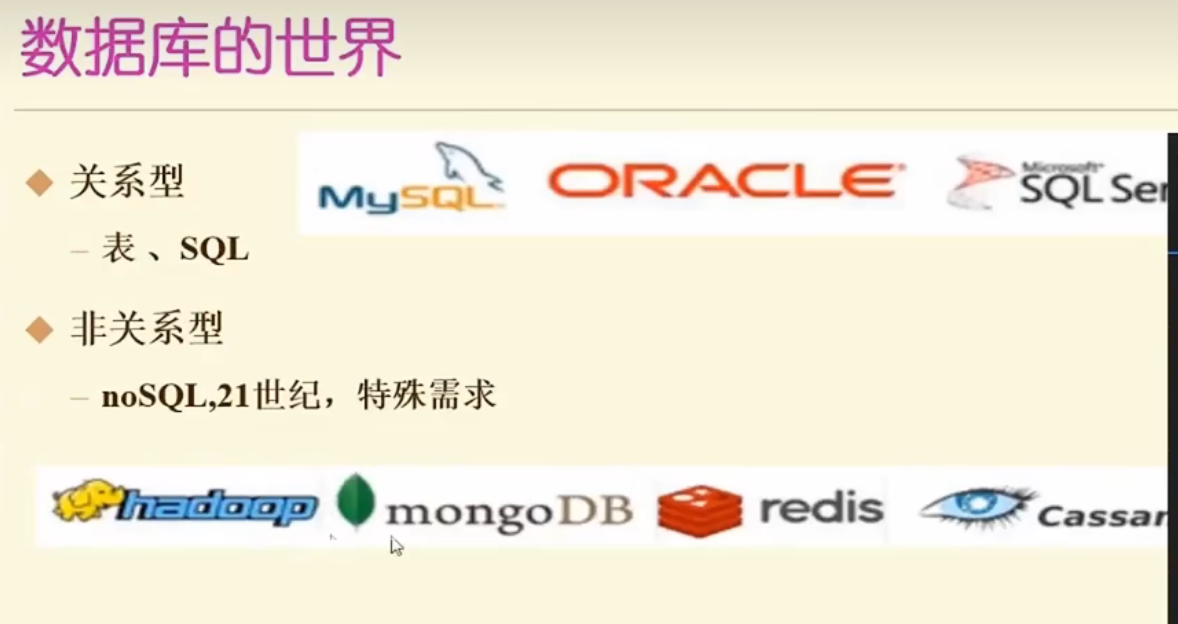 数据库的世界
关系型
MySQL ORACLE Microsoft SQL Ser
– 表 、SQL
非关系型
– noSQL,21世纪，特殊需求
hadoop mongoDB redis Cassan